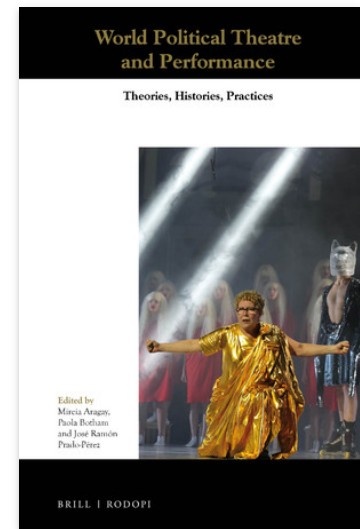 World Political Theatre
and Performance
Theories, Histories, Practices
Edited by
Mireia Aragay,
Paola Botham
and José Ramón
Prado-Pérez
BRILL | RODOPI